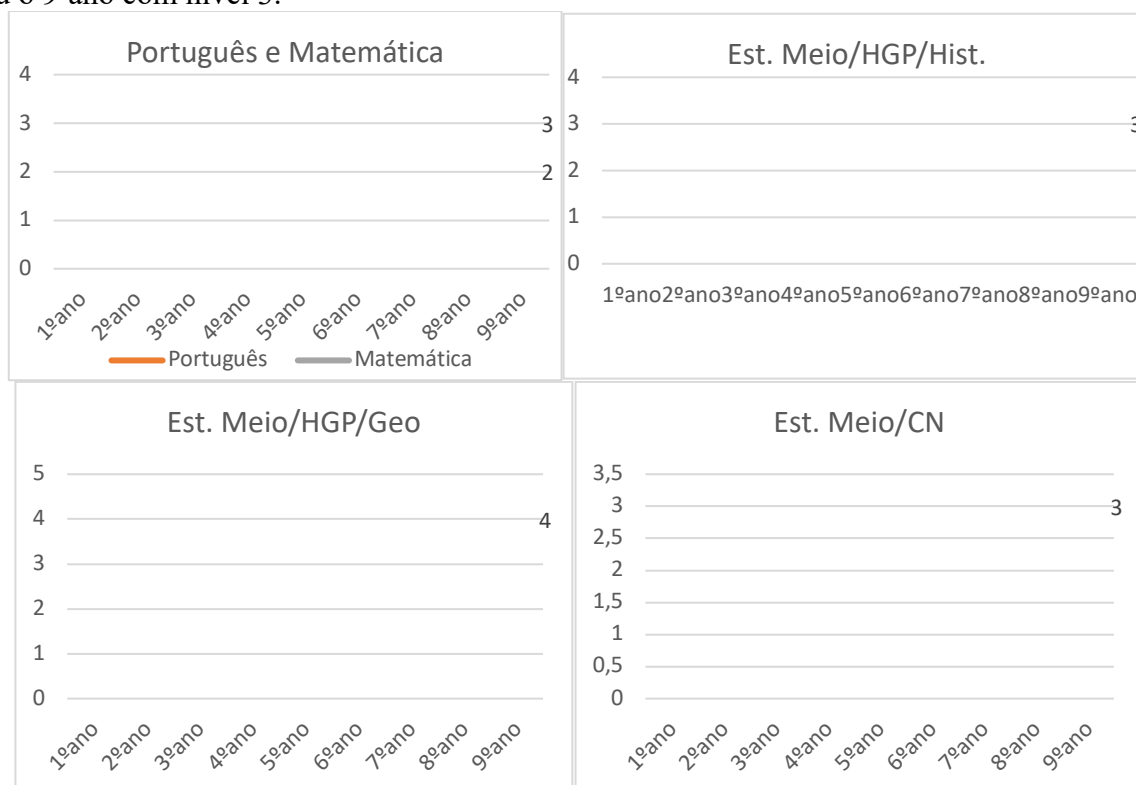 o 9º ano com nível 3.
Português e Matemática
4
3
2
1
0
3
2
1ºano
2ºano
3ºano
4ºano
5ºano
6ºano
7ºano
8ºano
9ºano
Português
Matemática
Est. Meio/HGP/Hist.
4
3
2
1
0
3
1ºano2ºano3ºano4ºano5ºano6ºano7ºano8ºano9ºano
Est. Meio/HGP/Geo
5
4
3
2
1
0
4
1ºano
2ºano
3ºano
4ºano
5ºano
6ºano
7ºano
8ºano
9ºano
Est. Meio/CN
3,5
3
2,5
2
1,5
1
0,5
0
3
1ºano
2ºano
3ºano
4ºano
5ºano
6ºano
7ºano
8ºano
9ºano